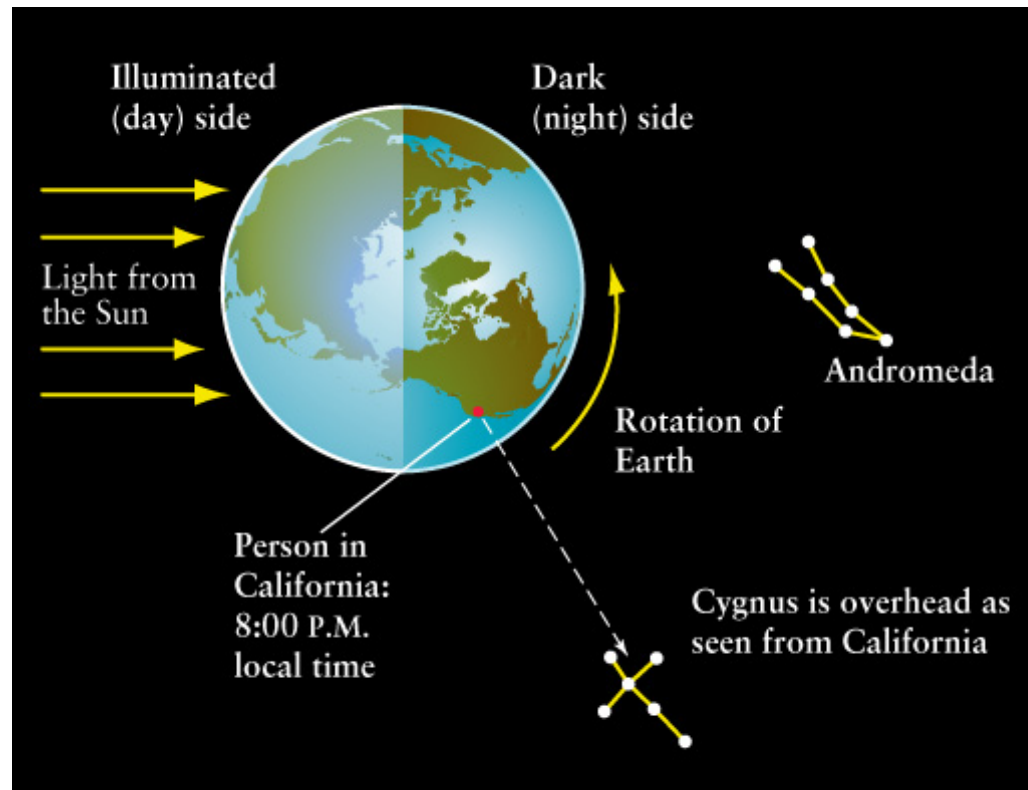 Illuminated
(day) side
Dark
(night) side
Light from
the Sun
Andromeda
Rotation of
Earth
Person in
California:
8:00 P.M.
local time
Cygnus is overhead as
seen from California